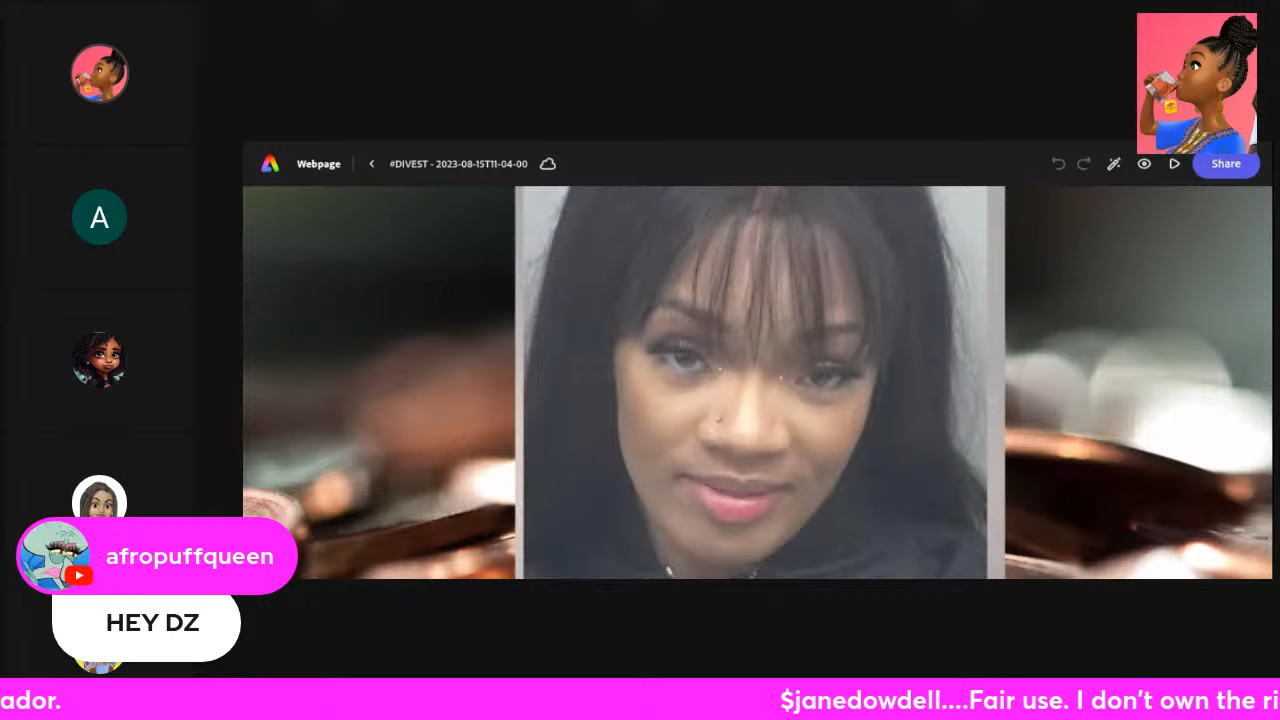 Webpage
#DIVEST - 2023-08-15T11-04-00
Share
A
afropuffqueen
HEY DZ
ador.
$janedowdell....Fair use. I don't own the ri